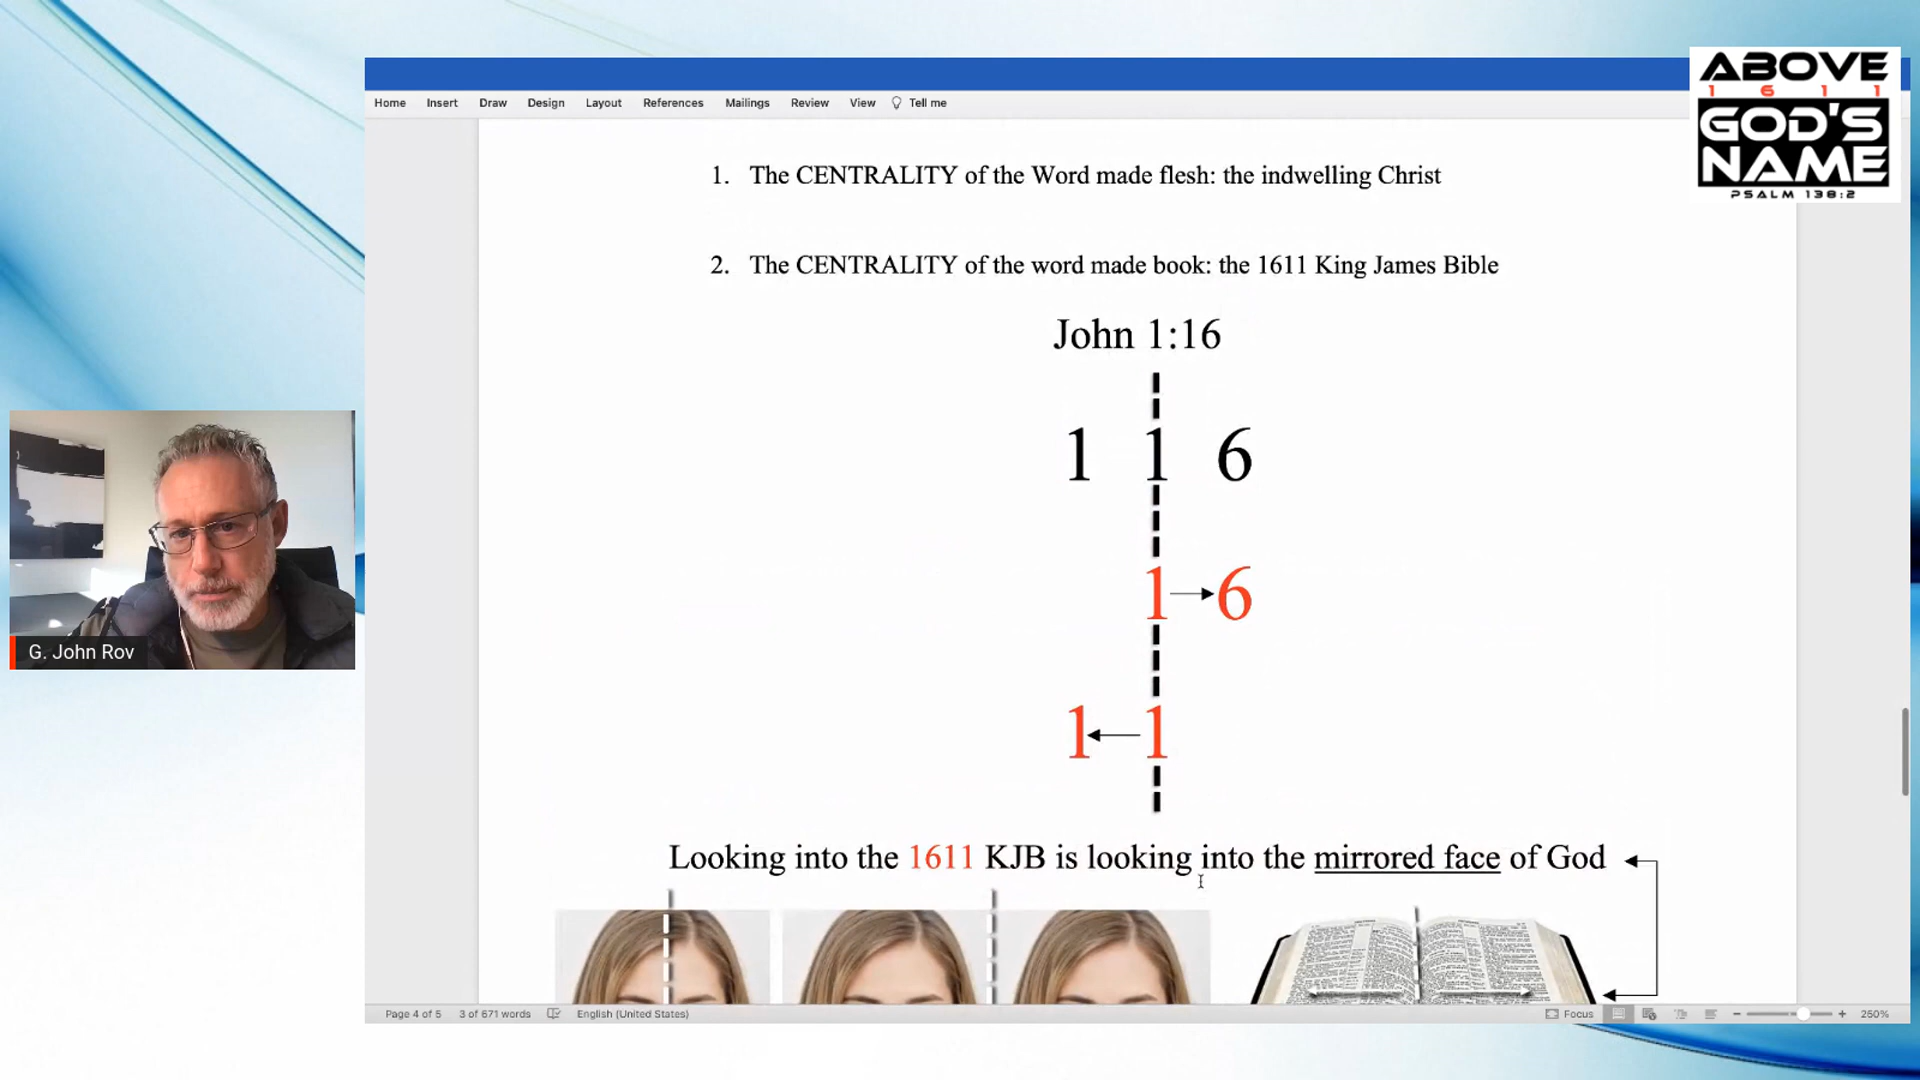 ABOVE
1 6 1 1
GOD'S
NAME
PSALM 138:2
Home Insert Draw Design Layout References Mailings Review View Tell me
1. The CENTRALITY of the Word made flesh: the indwelling Christ
2. The CENTRALITY of the word made book: the 1611 King James Bible
John 1:16
1 1 6
1 6
1 1
G. John Rov
Looking into the 1611 KJB is looking into the mirrored face of God
Page 4 of 5 3 of 671 words English (United States) Focus 250%